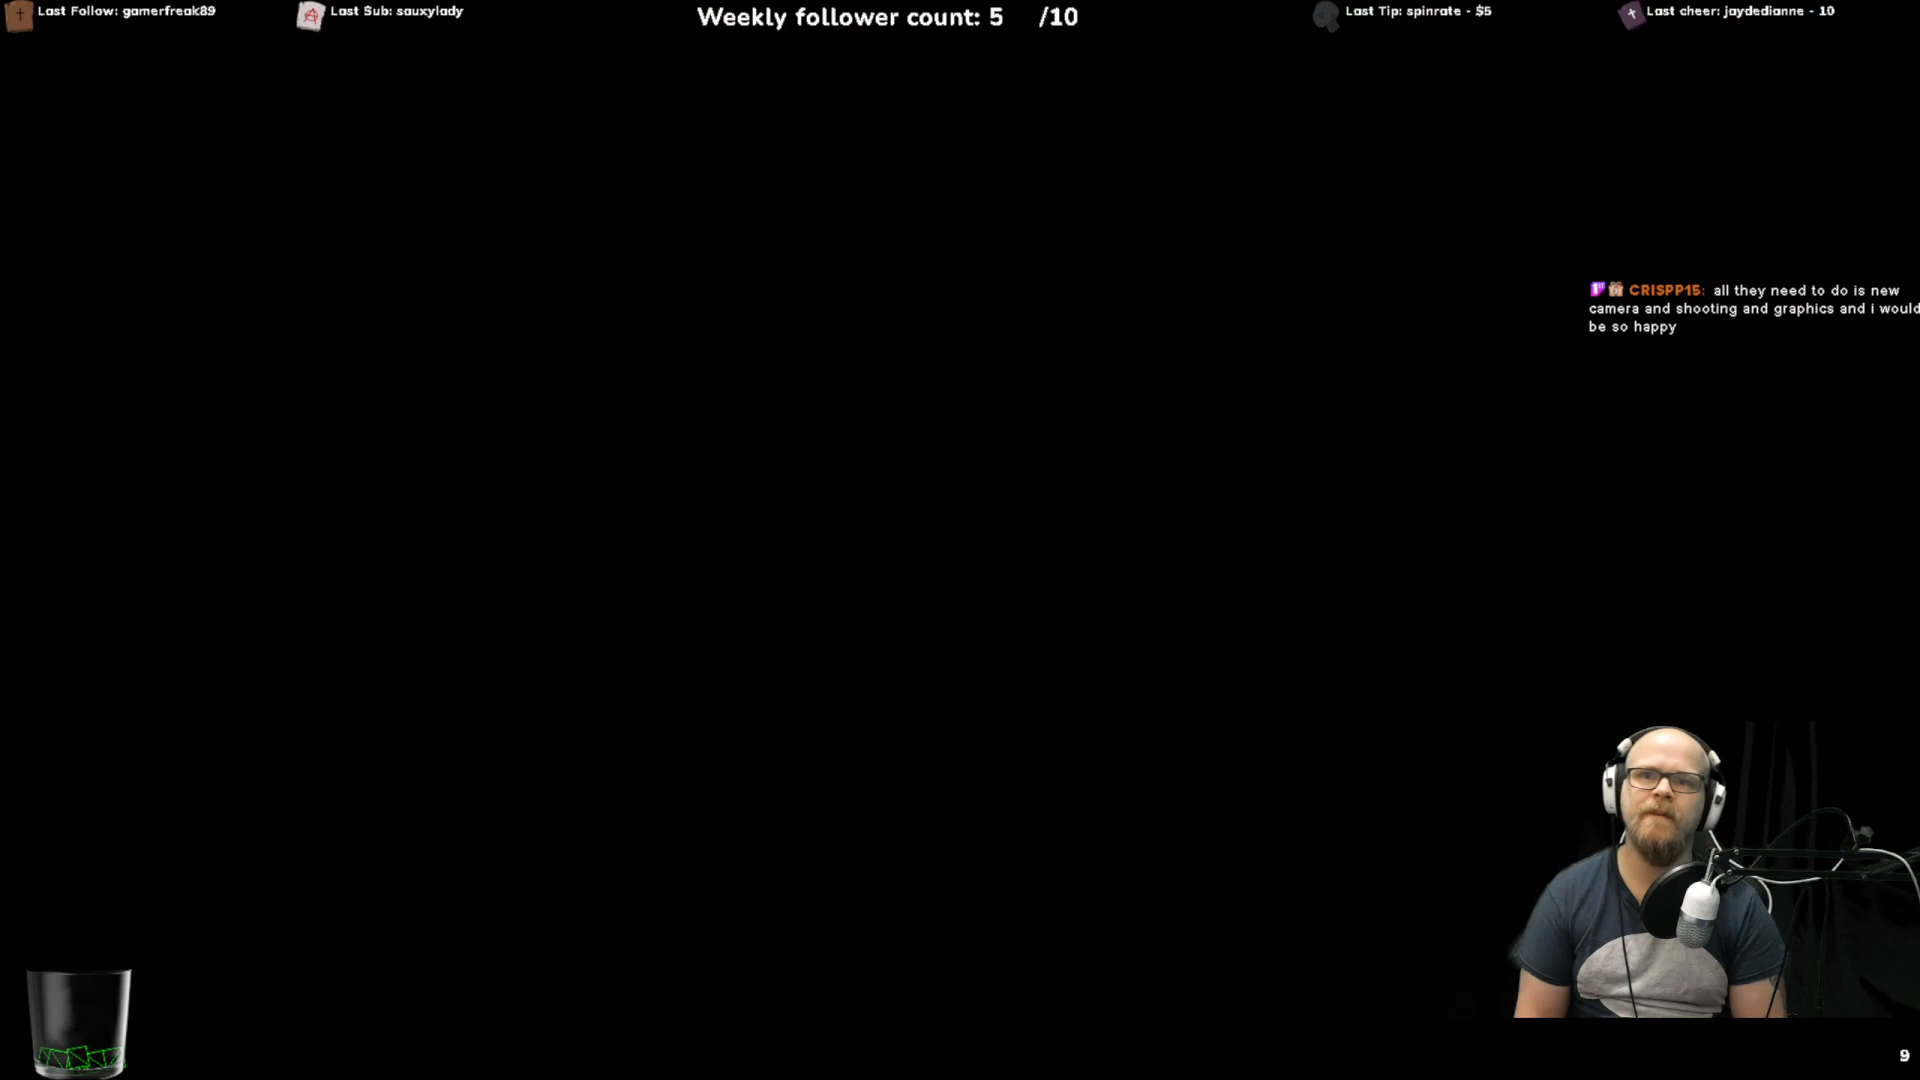 Last Follow: gamerfreak89
Last Sub: sauxylady
Weekly follower count: 5 /10
Last Tip: spinrate - $5
Last cheer: jaydedianne - 10
CRISPP15: all they need to do is new
camera and shooting and graphics and i would
be so happy
9